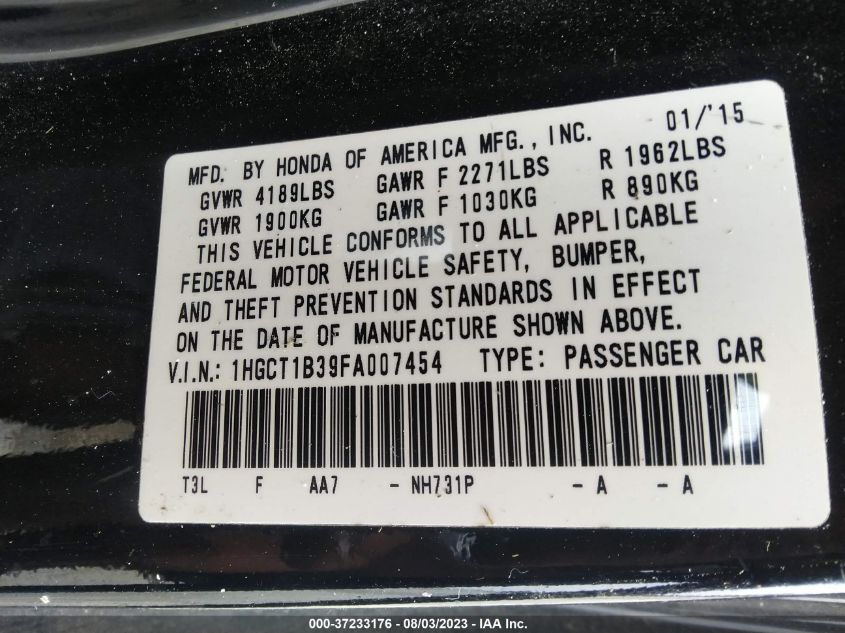 MFD. BY HONDA OF AMERICA MFG., INC. 01/'15
GVWR 4189LBS GAWR F 2271LBS R 1962LBS
GVWR 1900KG GAWR F 1030KG R 890KG
THIS VEHICLE CONFORMS TO ALL APPLICABLE
FEDERAL MOTOR VEHICLE SAFETY, BUMPER,
AND THEFT PREVENTION STANDARDS IN EFFECT
ON THE DATE OF MANUFACTURE SHOWN ABOVE.
V.I.N.: 1HGCT1B39FA007454 TYPE: PASSENGER CAR
T3L F AA7 - NH731P - A - A
000-37233176 - 08/03/2023 - IAA Inc.